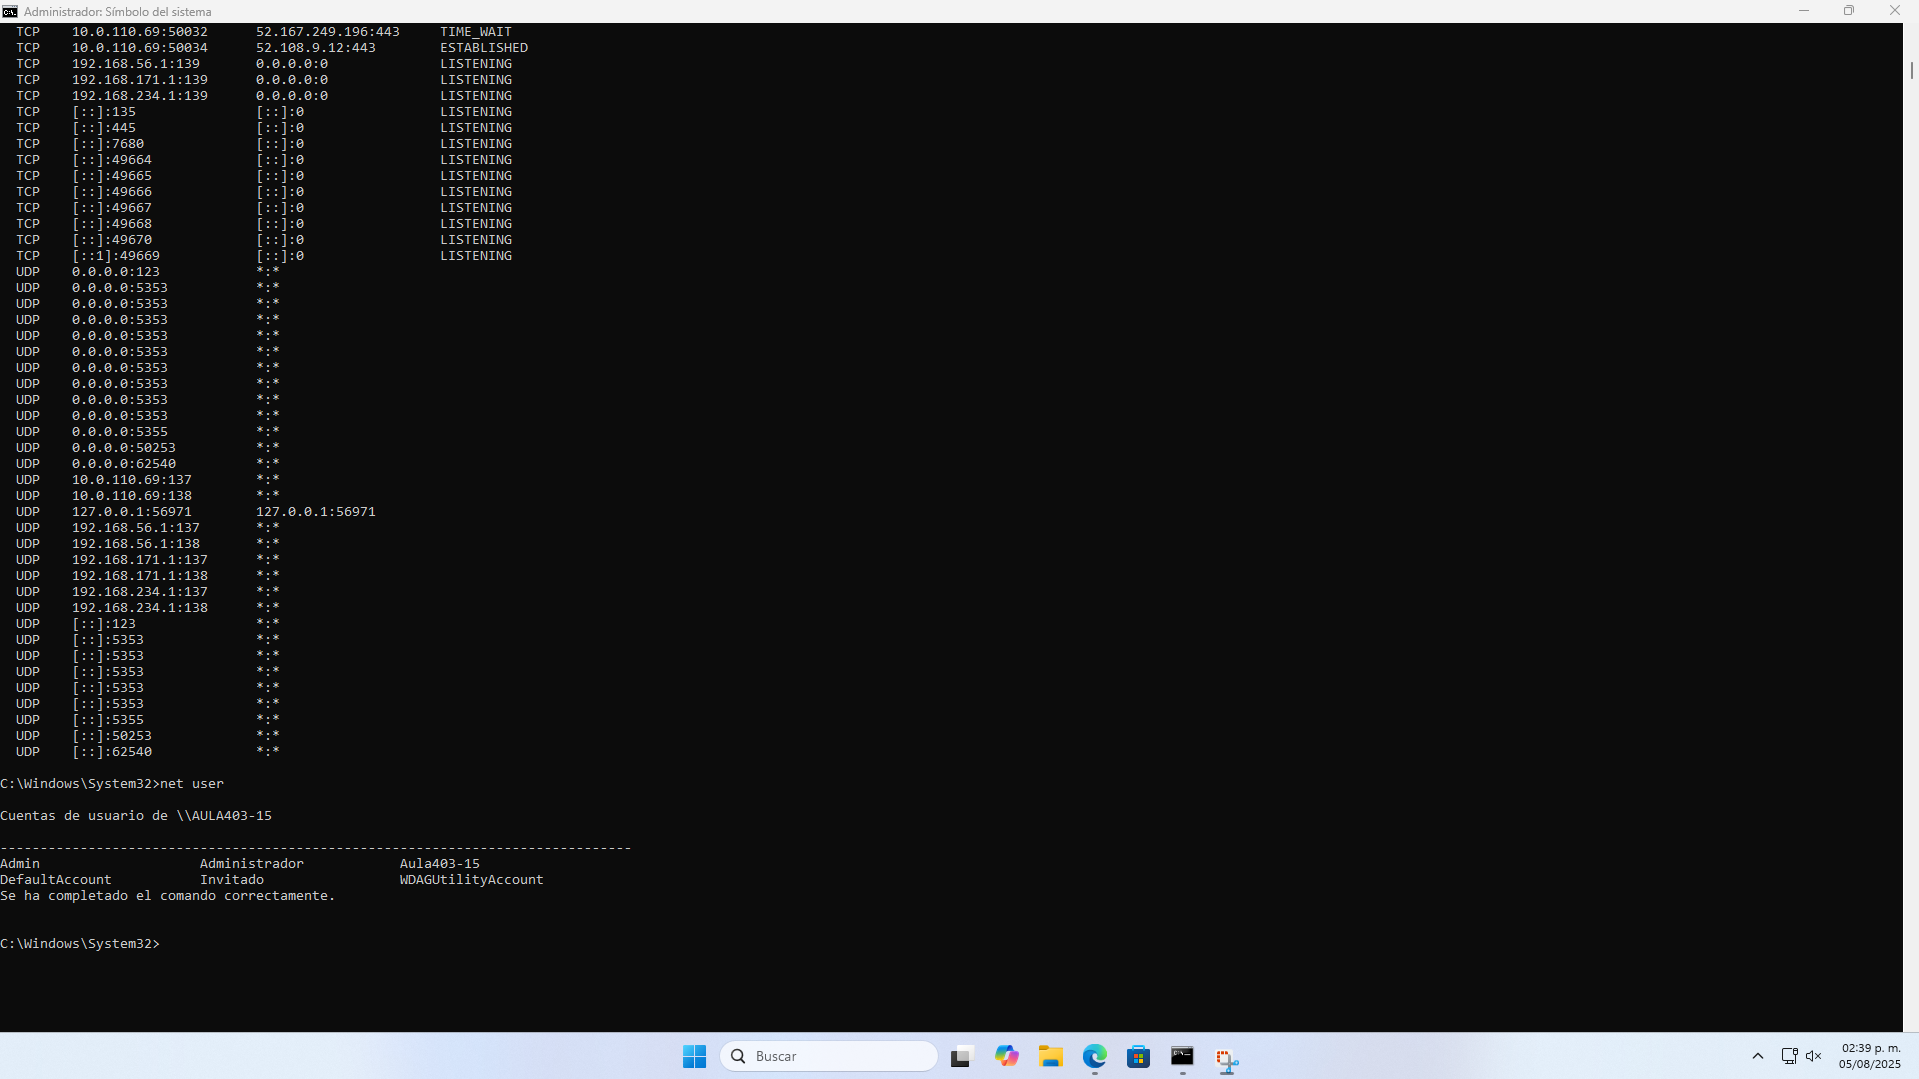 Administrador: Símbolo del sistema
TCP    10.0.110.69:50032      52.167.249.196:443     TIME_WAIT
TCP    10.0.110.69:50034      52.108.9.12:443        ESTABLISHED
TCP    192.168.56.1:139       0.0.0.0:0              LISTENING
TCP    192.168.171.1:139      0.0.0.0:0              LISTENING
TCP    192.168.234.1:139      0.0.0.0:0              LISTENING
TCP    [::]:135               [::]:0                 LISTENING
TCP    [::]:445               [::]:0                 LISTENING
TCP    [::]:7680              [::]:0                 LISTENING
TCP    [::]:49664             [::]:0                 LISTENING
TCP    [::]:49665             [::]:0                 LISTENING
TCP    [::]:49666             [::]:0                 LISTENING
TCP    [::]:49667             [::]:0                 LISTENING
TCP    [::]:49668             [::]:0                 LISTENING
TCP    [::]:49670             [::]:0                 LISTENING
TCP    [::1]:49669            [::]:0                 LISTENING
UDP    0.0.0.0:123            *:*
UDP    0.0.0.0:5353           *:*
UDP    0.0.0.0:5353           *:*
UDP    0.0.0.0:5353           *:*
UDP    0.0.0.0:5353           *:*
UDP    0.0.0.0:5353           *:*
UDP    0.0.0.0:5353           *:*
UDP    0.0.0.0:5353           *:*
UDP    0.0.0.0:5353           *:*
UDP    0.0.0.0:5353           *:*
UDP    0.0.0.0:5355           *:*
UDP    0.0.0.0:50253          *:*
UDP    0.0.0.0:62540          *:*
UDP    10.0.110.69:137        *:*
UDP    10.0.110.69:138        *:*
UDP    127.0.0.1:56971        127.0.0.1:56971
UDP    192.168.56.1:137       *:*
UDP    192.168.56.1:138       *:*
UDP    192.168.171.1:137      *:*
UDP    192.168.171.1:138      *:*
UDP    192.168.234.1:137      *:*
UDP    192.168.234.1:138      *:*
UDP    [::]:123               *:*
UDP    [::]:5353              *:*
UDP    [::]:5353              *:*
UDP    [::]:5353              *:*
UDP    [::]:5353              *:*
UDP    [::]:5353              *:*
UDP    [::]:5355              *:*
UDP    [::]:50253             *:*
UDP    [::]:62540             *:*
C:\Windows\System32>net user
Cuentas de usuario de \\AULA403-15
-------------------------------------------------------------------------------
Admin                    Administrador            Aula403-15
DefaultAccount           Invitado                 WDAGUtilityAccount
Se ha completado el comando correctamente.
C:\Windows\System32>
Buscar
02:39 p. m.
05/08/2025